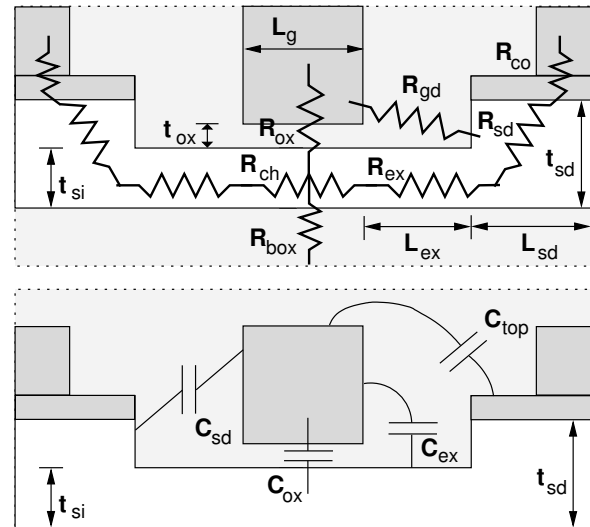 L_g
R_co
R_gd
t_ox
R_ox
R_sd
t_si
R_ch
R_ex
t_sd
R_box
L_ex
L_sd
C_top
C_sd
C_ex
C_ox
t_si
t_sd